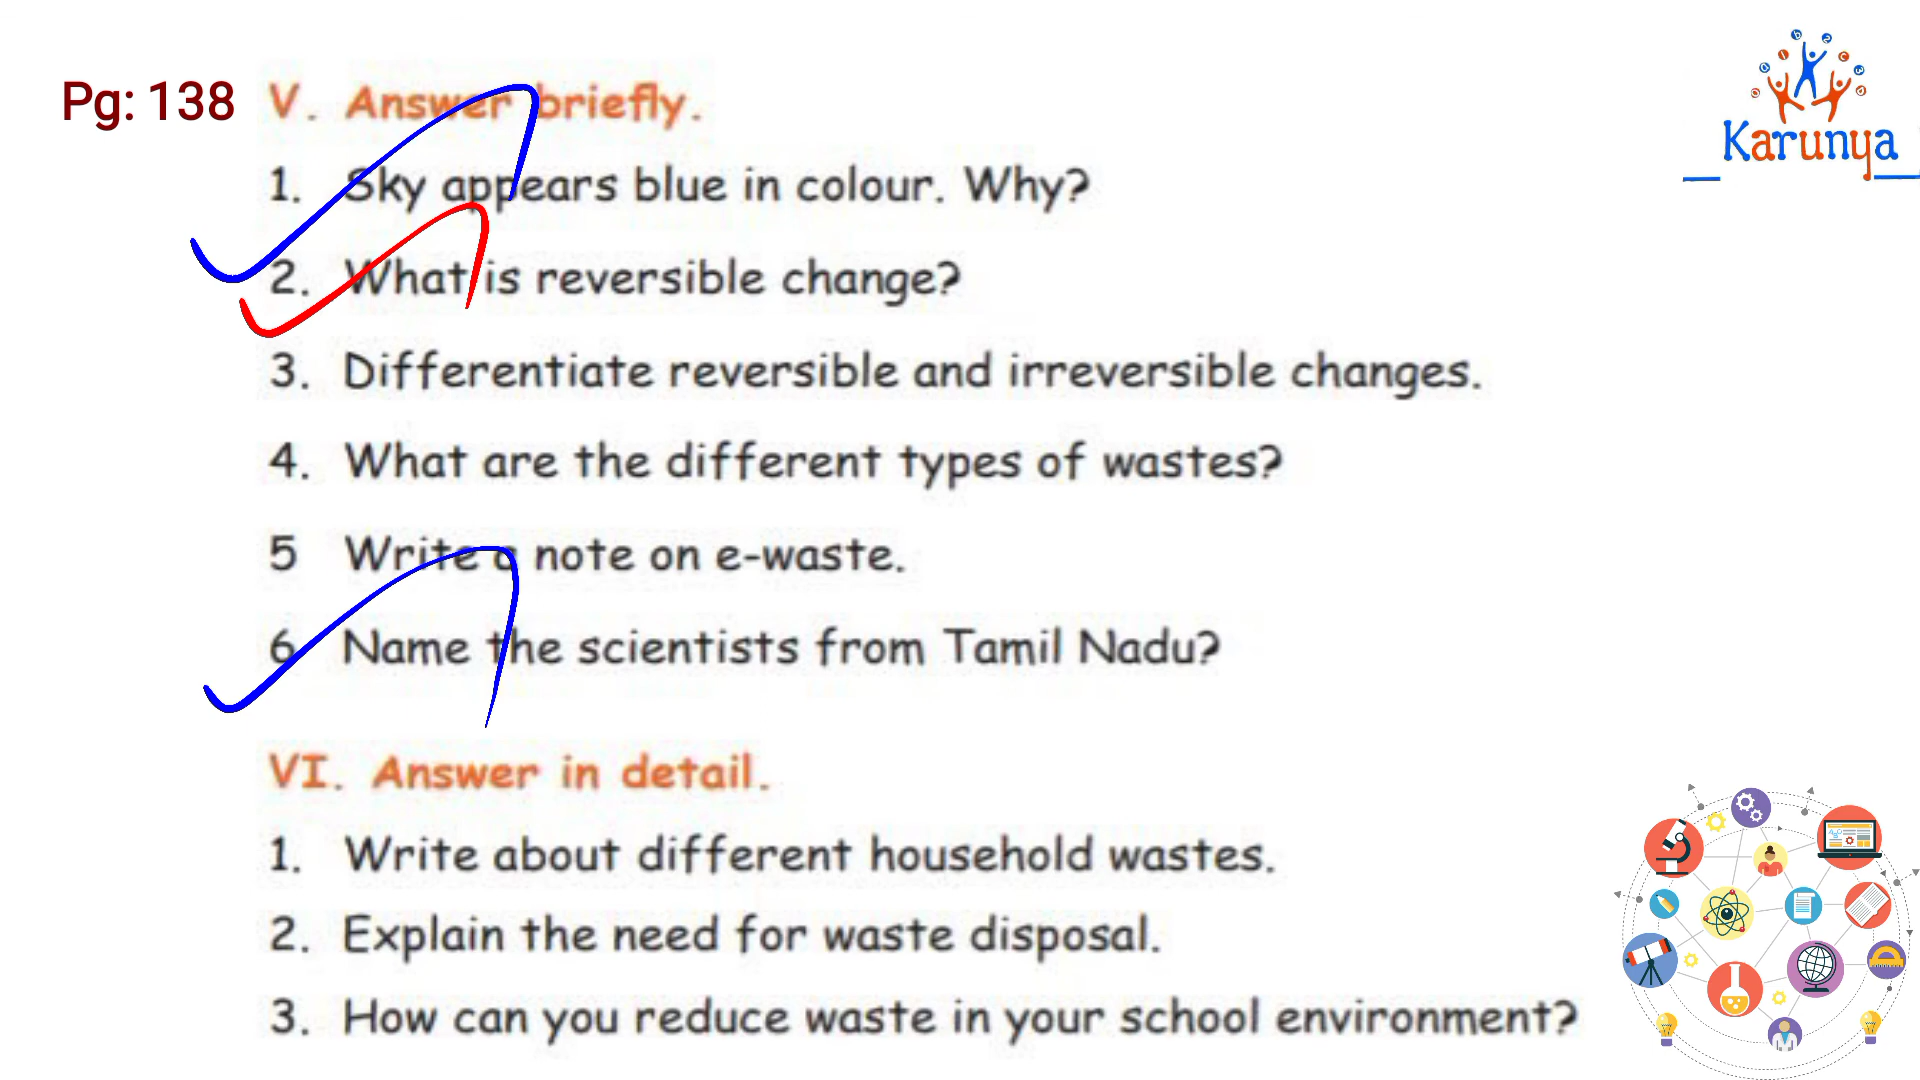 Pg: 138
V. Answer briefly.
1. Sky appears blue in colour. Why?
2. What is reversible change?
3. Differentiate reversible and irreversible changes.
4. What are the different types of wastes?
5 Write a note on e-waste.
6. Name the scientists from Tamil Nadu?
VI. Answer in detail.
1. Write about different household wastes.
2. Explain the need for waste disposal.
3. How can you reduce waste in your school environment?
Karunya